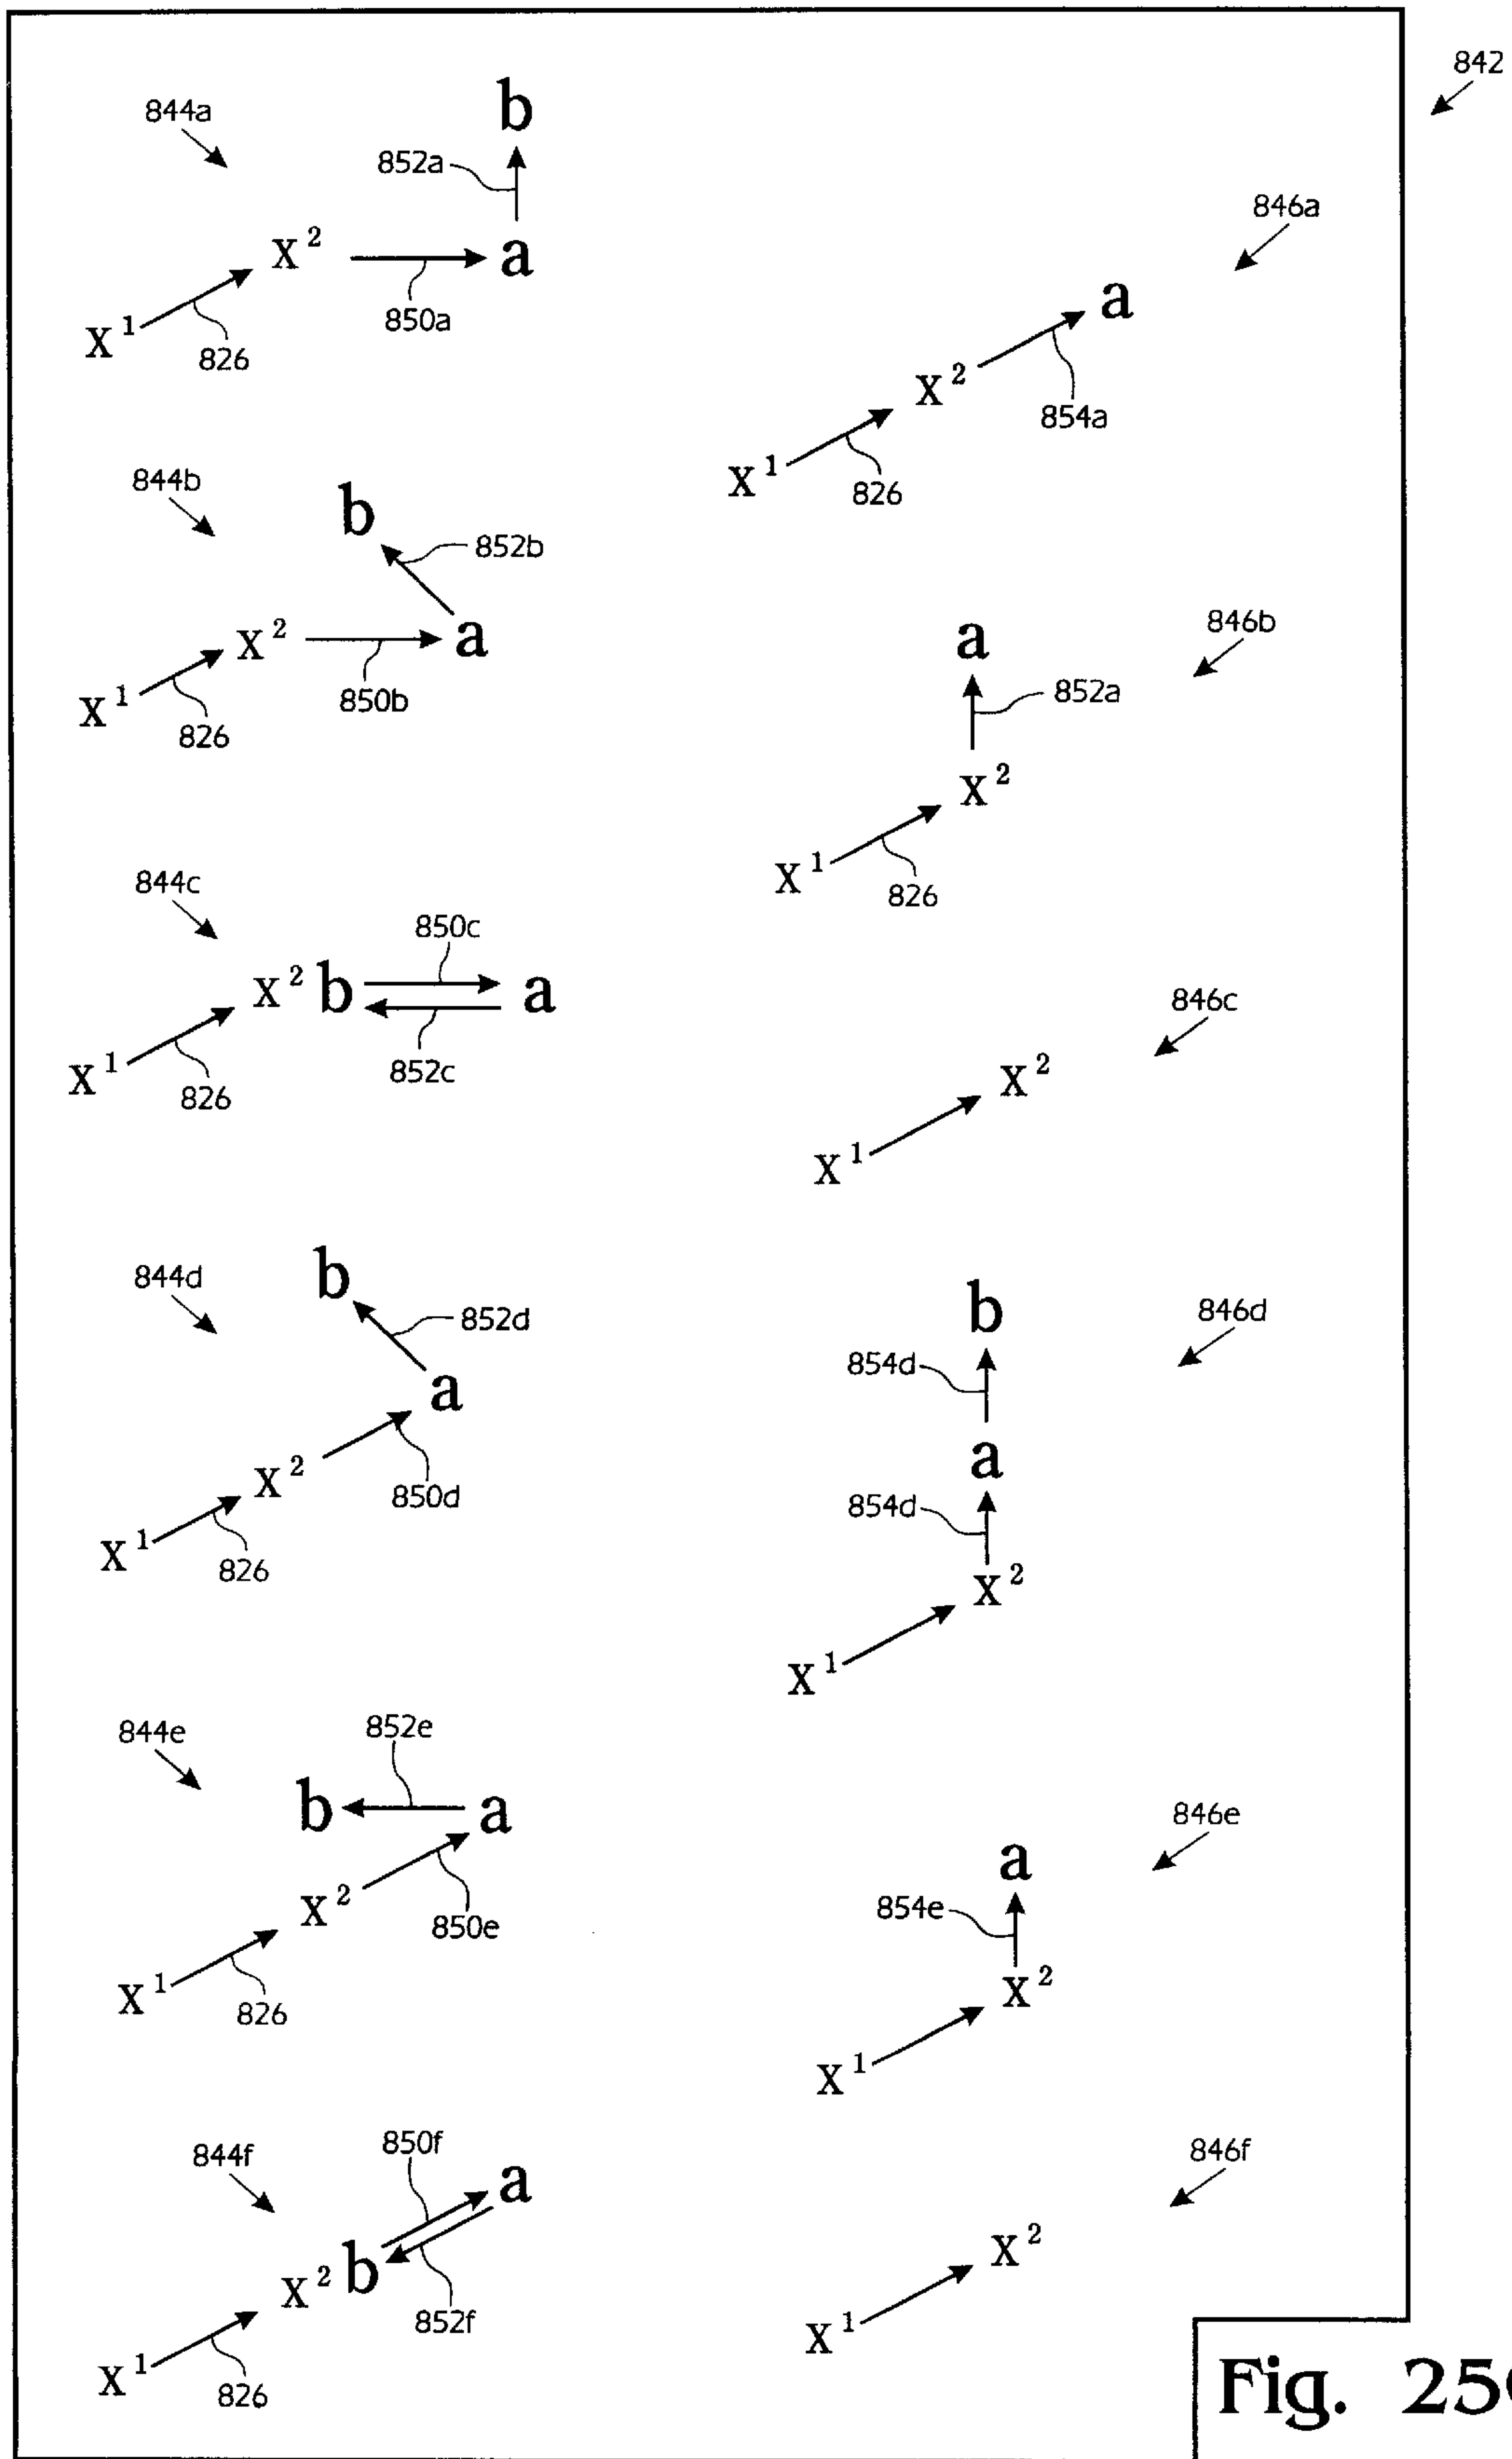 842
844a
b
852a
x² a
850a
x¹
826
846a
a
x²
854a
x¹
826
844b
b
852b
x² a
850b
x¹
826
846b
a
852a
x²
x¹
826
844c
850c
x² b a
852c
x¹
826
846c
x²
x¹
844d
b
852d
a
x²
850d
x¹
826
846d
b
854d
a
854d
x²
x¹
844e
852e
b a
x²
850e
x¹
826
846e
a
854e
x²
x¹
844f
850f
a
x² b
852f
x¹
826
846f
x²
x¹
Fig. 25